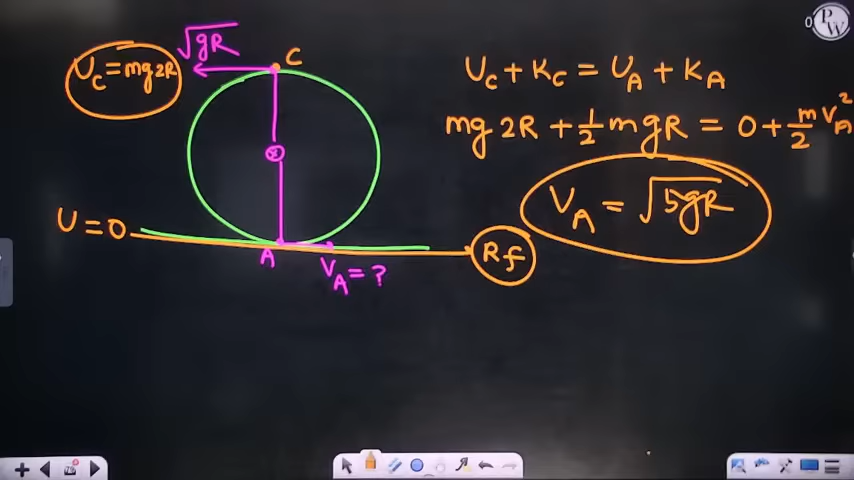 PW
√gR
C
U_C = mg2R
U_C + K_C = U_A + K_A
mg 2R + 1/2 mgR = 0 + m/2 V_A²
V_A = √5gR
U = 0
A
V_A = ?
Rf